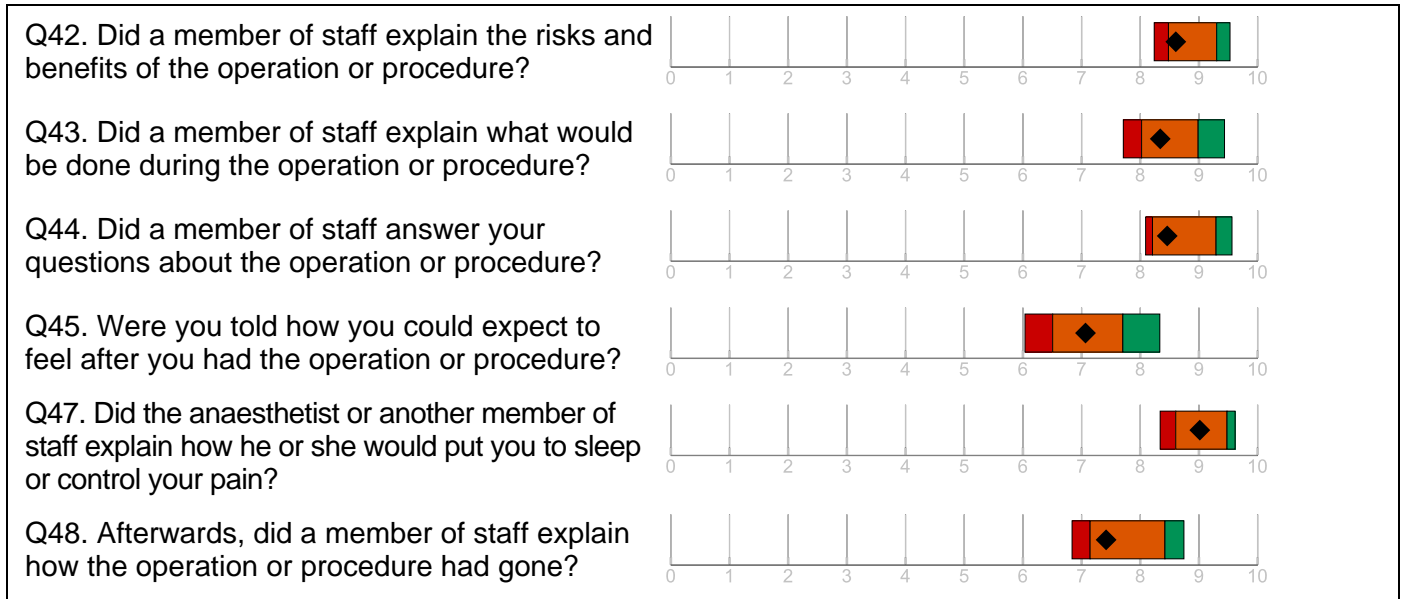 Q42. Did a member of staff explain the risks and
benefits of the operation or procedure?
0 1 2 3 4 5 6 7 8 9 10
Q43. Did a member of staff explain what would
be done during the operation or procedure?
0 1 2 3 4 5 6 7 8 9 10
Q44. Did a member of staff answer your
questions about the operation or procedure?
0 1 2 3 4 5 6 7 8 9 10
Q45. Were you told how you could expect to
feel after you had the operation or procedure?
0 1 2 3 4 5 6 7 8 9 10
Q47. Did the anaesthetist or another member of
staff explain how he or she would put you to sleep
or control your pain?
0 1 2 3 4 5 6 7 8 9 10
Q48. Afterwards, did a member of staff explain
how the operation or procedure had gone?
0 1 2 3 4 5 6 7 8 9 10